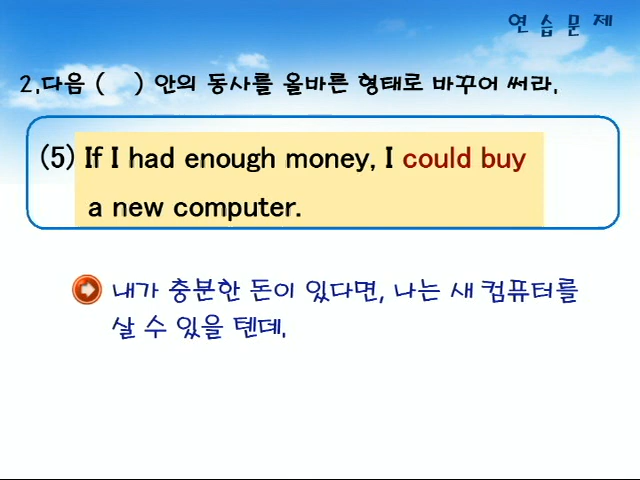 연 습 문 제
2.다음 (    ) 안의 동사를 올바른 형태로 바꾸어 써라.
(5) If I had enough money, I could buy
a new computer.
내가 충분한 돈이 있다면, 나는 새 컴퓨터를
살 수 있을 텐데.